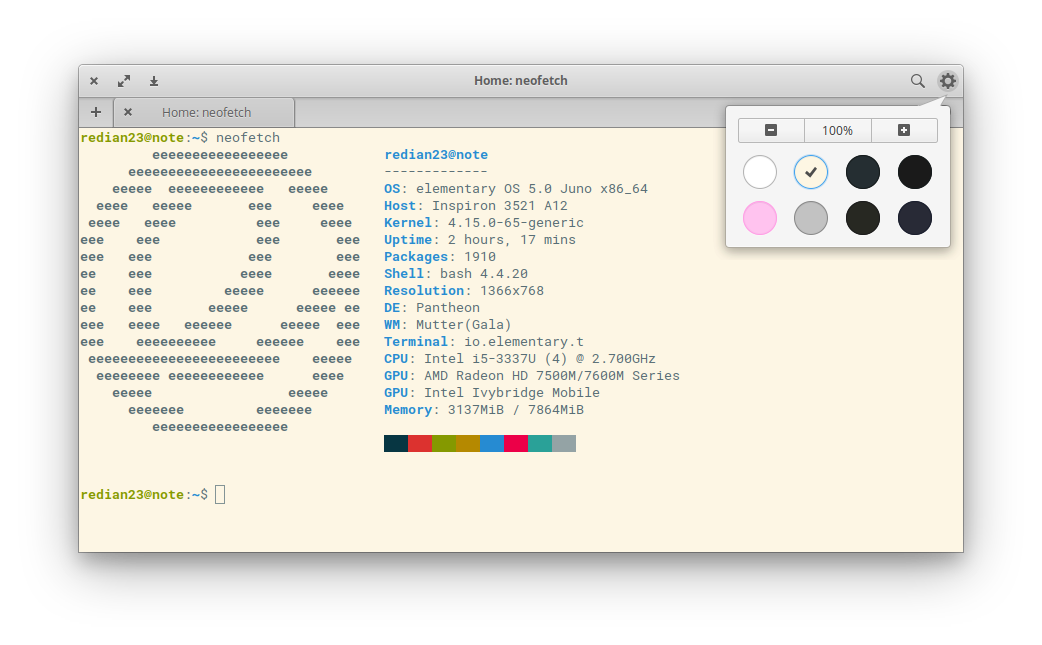 Home: neofetch
Home: neofetch
100%
redian23@note:~$ neofetch
         eeeeeeeeeeeeeeeee            redian23@note
      eeeeeeeeeeeeeeeeeeeeeee         -------------
    eeeee  eeeeeeeeeeee   eeeee       OS: elementary OS 5.0 Juno x86_64
  eeee   eeeee       eee     eeee     Host: Inspiron 3521 A12
 eeee   eeee          eee     eeee    Kernel: 4.15.0-65-generic
eee    eee            eee       eee   Uptime: 2 hours, 17 mins
eee   eee            eee        eee   Packages: 1910
ee    eee           eeee       eeee   Shell: bash 4.4.20
ee    eee         eeeee      eeeeee   Resolution: 1366x768
ee    eee       eeeee      eeeee ee   DE: Pantheon
eee   eeee   eeeeee      eeeee  eee   WM: Mutter(Gala)
eee    eeeeeeeeee     eeeeee    eee   Terminal: io.elementary.t
 eeeeeeeeeeeeeeeeeeeeeeee    eeeee    CPU: Intel i5-3337U (4) @ 2.700GHz
  eeeeeeee eeeeeeeeeeee      eeee     GPU: AMD Radeon HD 7500M/7600M Series
    eeeee                 eeeee       GPU: Intel Ivybridge Mobile
      eeeeeee         eeeeeee         Memory: 3137MiB / 7864MiB
         eeeeeeeeeeeeeeeee
redian23@note:~$